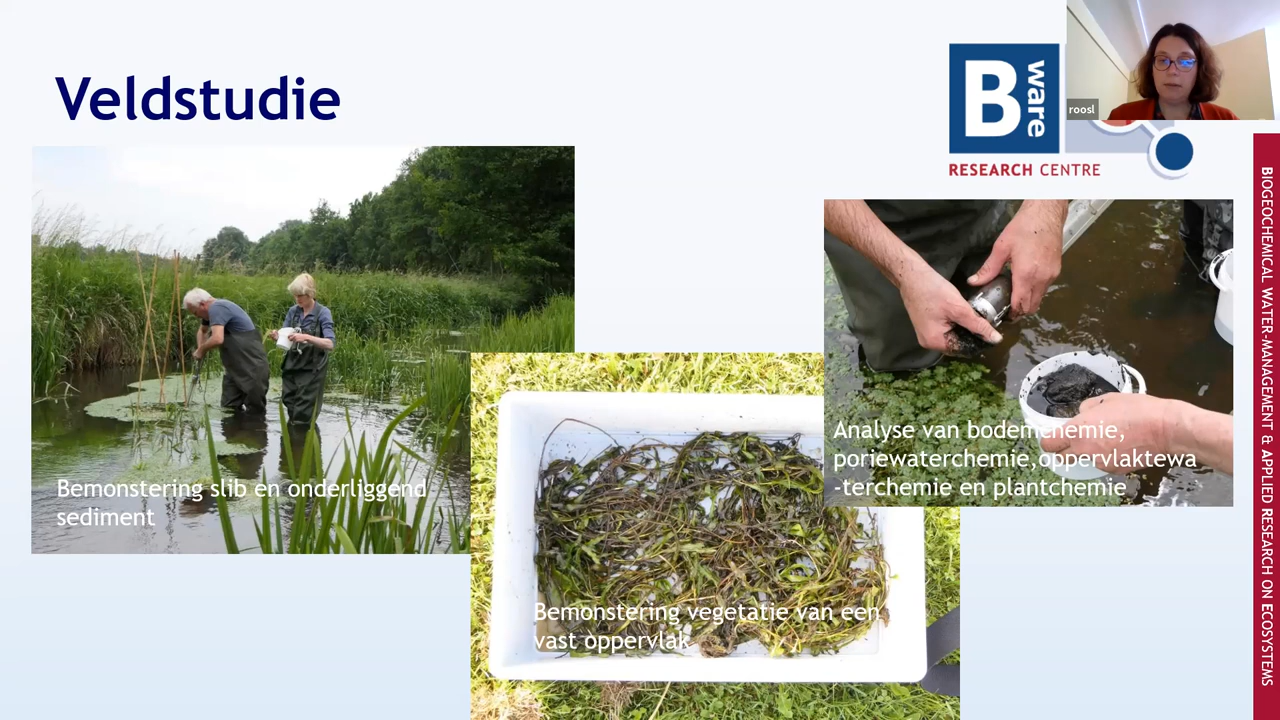 Veldstudie
B ware
RESEARCH CENTRE
roosl
Bemonstering slib en onderliggend
sediment
Bemonstering vegetatie van een
vast oppervlak
Analyse van bodemchemie,
poriewaterchemie,oppervlaktewa
-terchemie en plantchemie
BIOGEOCHEMICAL WATER-MANAGEMENT & APPLIED RESEARCH ON ECOSYSTEMS